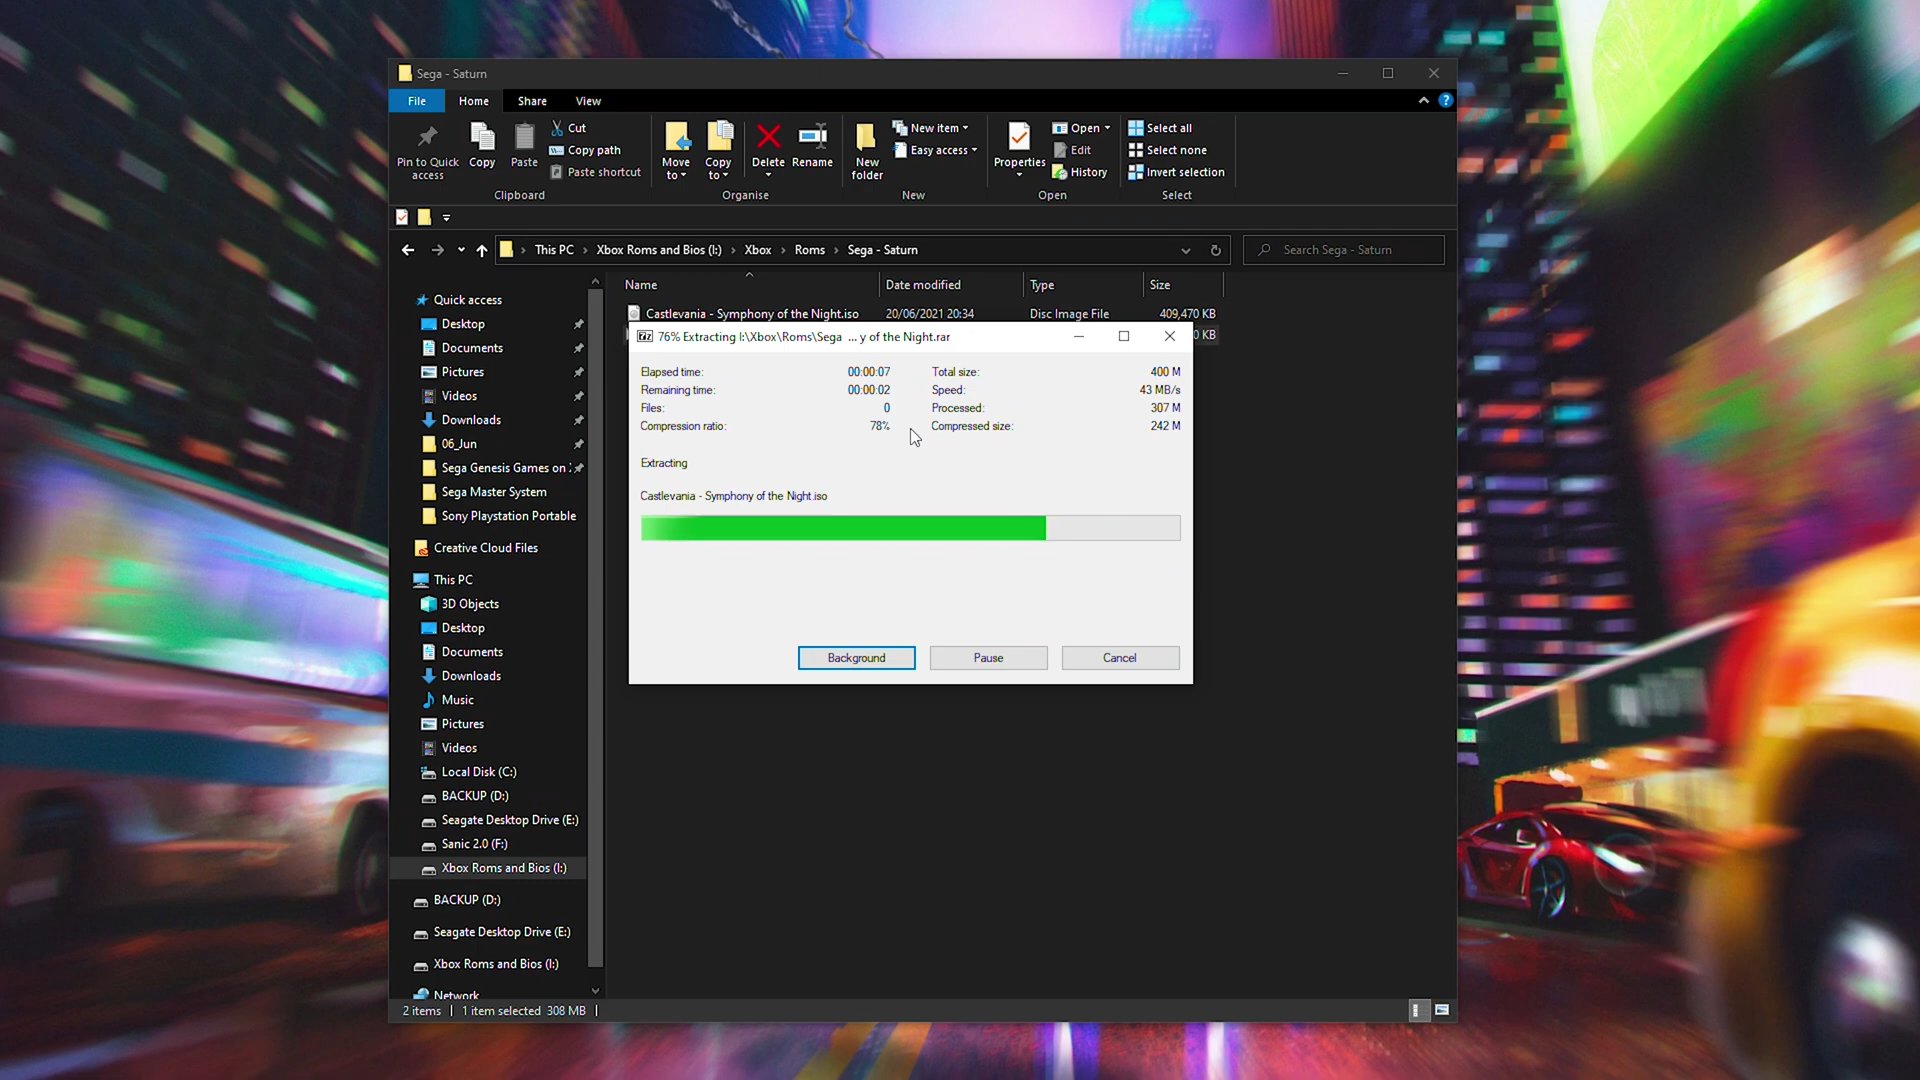 Sega - Saturn
File Home Share View
Pin to Quick access
Copy
Paste
Cut
Copy path
Paste shortcut
Clipboard
Move to
Copy to
Delete
Rename
Organise
New folder
New item
Easy access
New
Properties
Open
Edit
History
Open
Select all
Select none
Invert selection
Select
This PC > Xbox Roms and Bios (I:) > Xbox > Roms > Sega - Saturn
Search Sega - Saturn
Name Date modified Type Size
Castlevania - Symphony of the Night.iso 20/06/2021 20:34 Disc Image File 409,470 KB
0 KB
Quick access
Desktop
Documents
Pictures
Videos
Downloads
06_Jun
Sega Genesis Games on
Sega Master System
Sony Playstation Portable
Creative Cloud Files
This PC
3D Objects
Desktop
Documents
Downloads
Music
Pictures
Videos
Local Disk (C:)
BACKUP (D:)
Seagate Desktop Drive (E:)
Sanic 2.0 (F:)
Xbox Roms and Bios (I:)
BACKUP (D:)
Seagate Desktop Drive (E:)
Xbox Roms and Bios (I:)
Network
7z 76% Extracting I:\Xbox\Roms\Sega ... y of the Night.rar
Elapsed time: 00:00:07 Total size: 400 M
Remaining time: 00:00:02 Speed: 43 MB/s
Files: 0 Processed: 307 M
Compression ratio: 78% Compressed size: 242 M
Extracting
Castlevania - Symphony of the Night.iso
Background Pause Cancel
2 items 1 item selected 308 MB